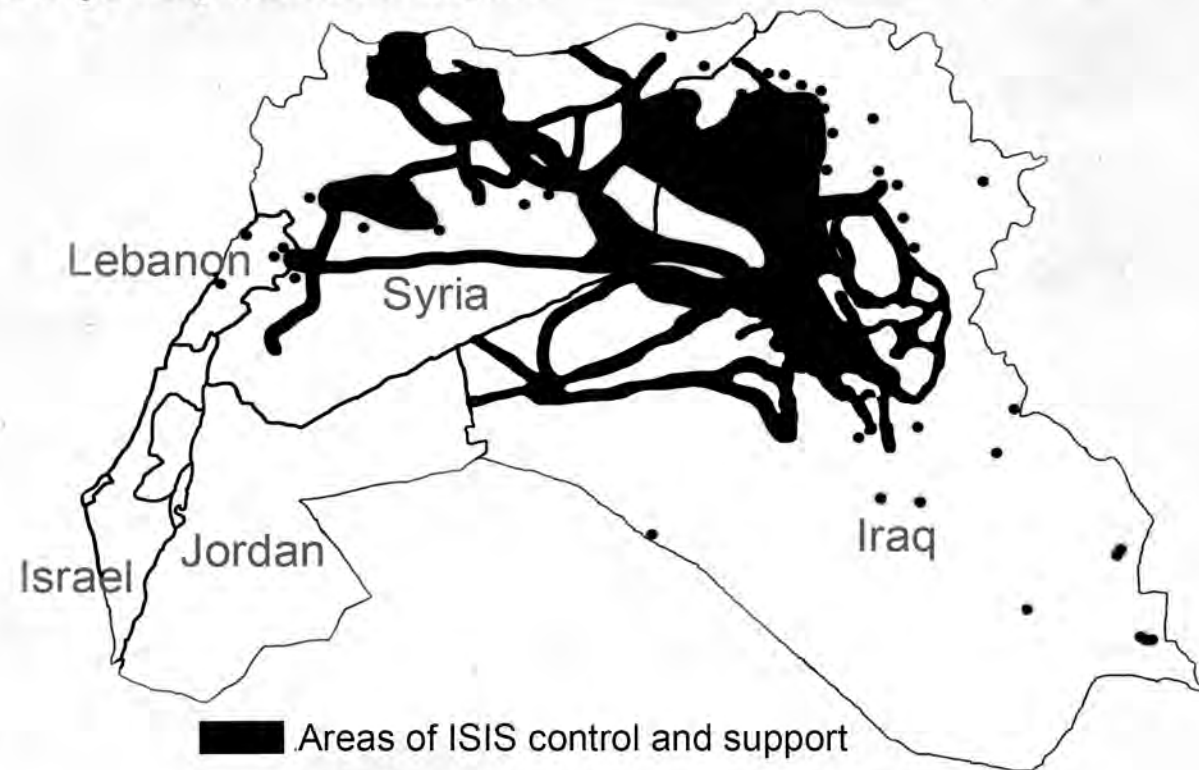 Lebanon
Syria
Jordan
Israel
Iraq
Areas of ISIS control and support